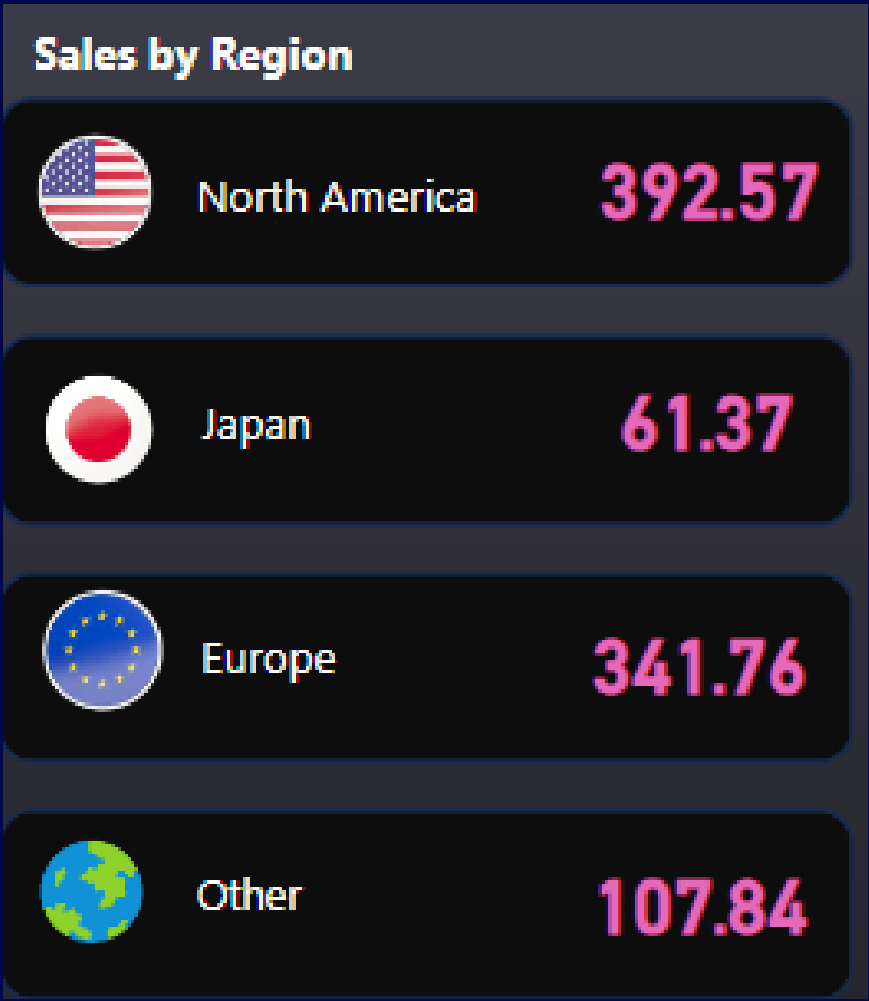 Sales by Region
North America 392.57
Japan 61.37
Europe 341.76
Other 107.84